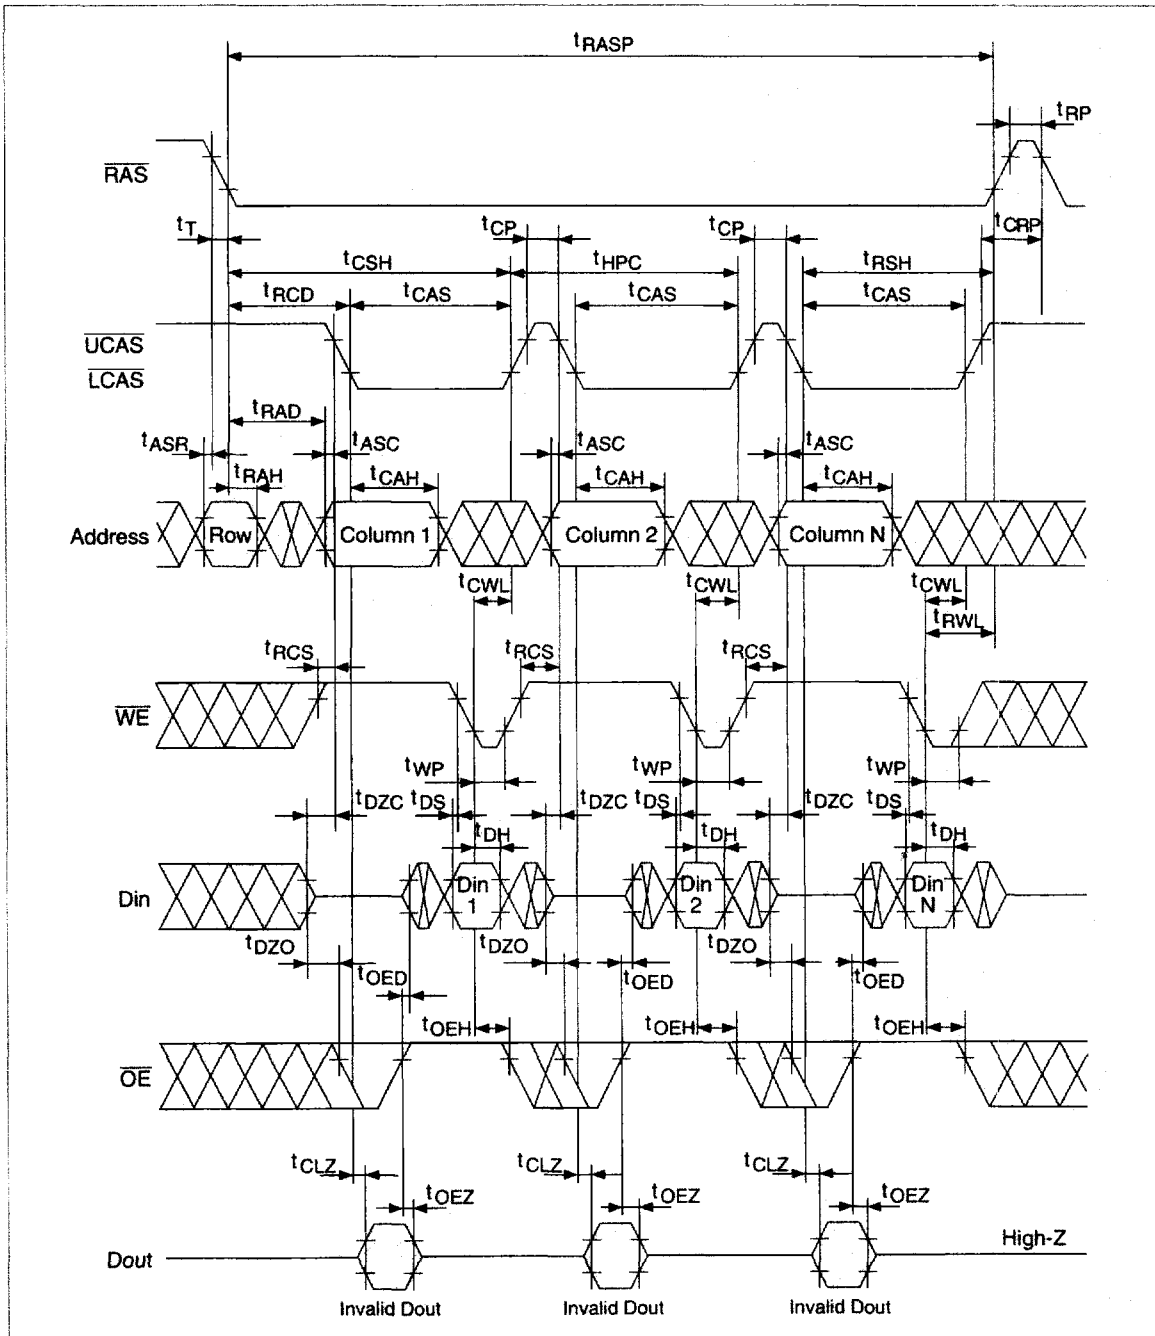 tRASP
tRP
RAS
tT tCP tCP tCRP
tCSH tHPC tRSH
tRCD tCAS tCAS tCAS
UCAS
LCAS
tRAD
tASR tASC tASC tASC
tRAH tCAH tCAH tCAH
Address Row Column 1 Column 2 Column N
tCWL tCWL tCWL
tRWL
tRCS tRCS tRCS
WE
tWP tWP tWP
tDZC tDS tDZC tDS tDZC tDS
tDH tDH tDH
Din Din 1 Din 2 Din N
tDZO tDZO tDZO
tOED tOED tOED
tOEH tOEH tOEH
OE
tCLZ tCLZ tCLZ
tOEZ tOEZ tOEZ
Dout High-Z
Invalid Dout Invalid Dout Invalid Dout